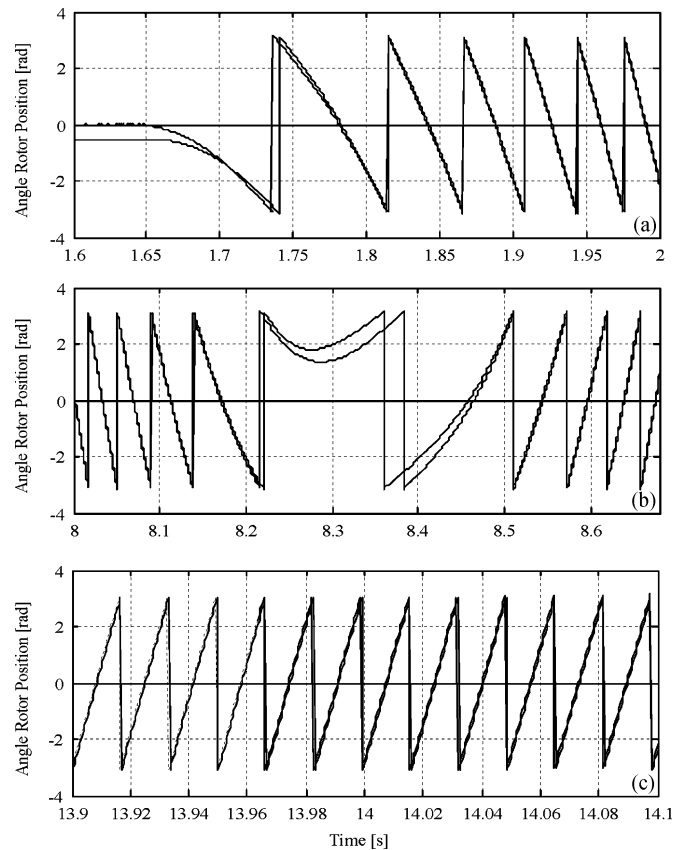 4
2
0
-2
-4
Angle Rotor Position [rad]
(a)
1.6 1.65 1.7 1.75 1.8 1.85 1.9 1.95 2
4
2
0
-2
-4
Angle Rotor Position [rad]
(b)
8 8.1 8.2 8.3 8.4 8.5 8.6
4
2
0
-2
-4
Angle Rotor Position [rad]
(c)
13.9 13.92 13.94 13.96 13.98 14 14.02 14.04 14.06 14.08 14.1
Time [s]